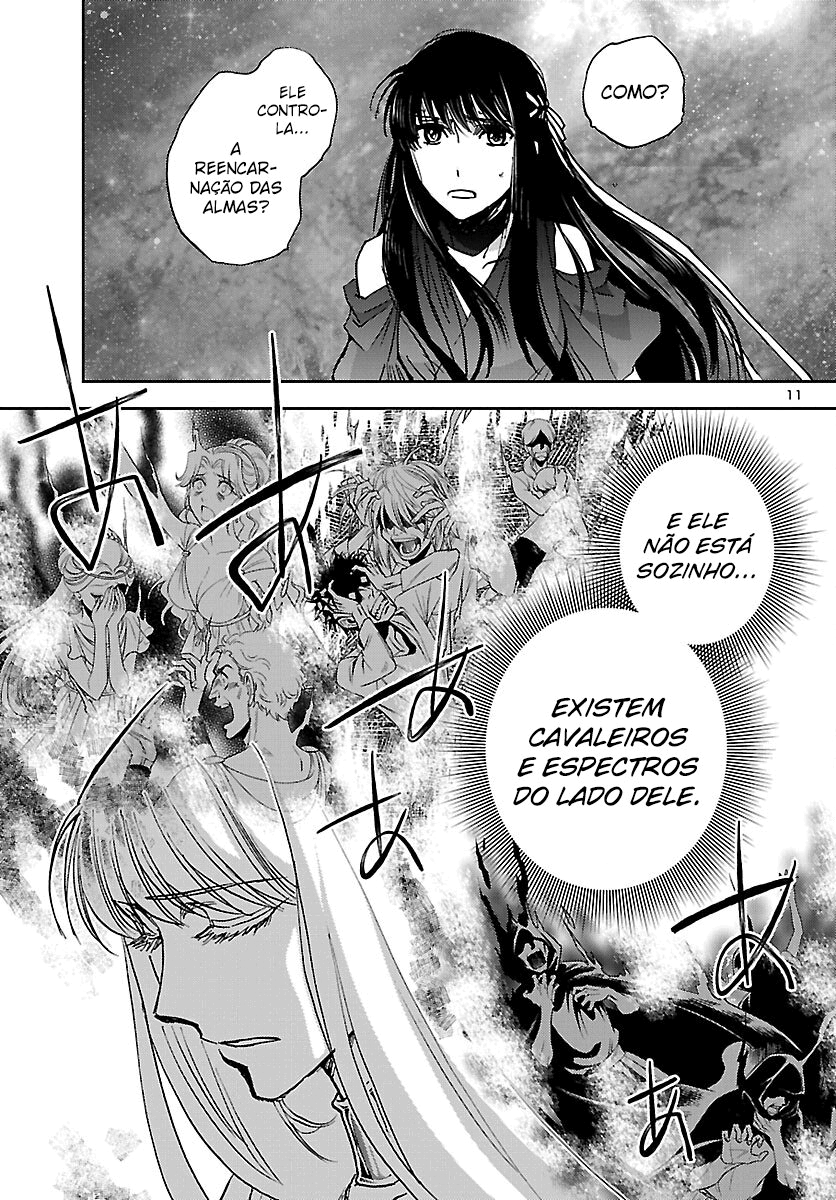 COMO?
ELE
CONTRO-
LA...
A
REENCAR-
NAÇÃO DAS
ALMAS?
11
E ELE
NÃO ESTÁ
SOZINHO...
EXISTEM
CAVALEIROS
E ESPECTROS
DO LADO DELE.
あ
あ
あ
あ
あ
あ